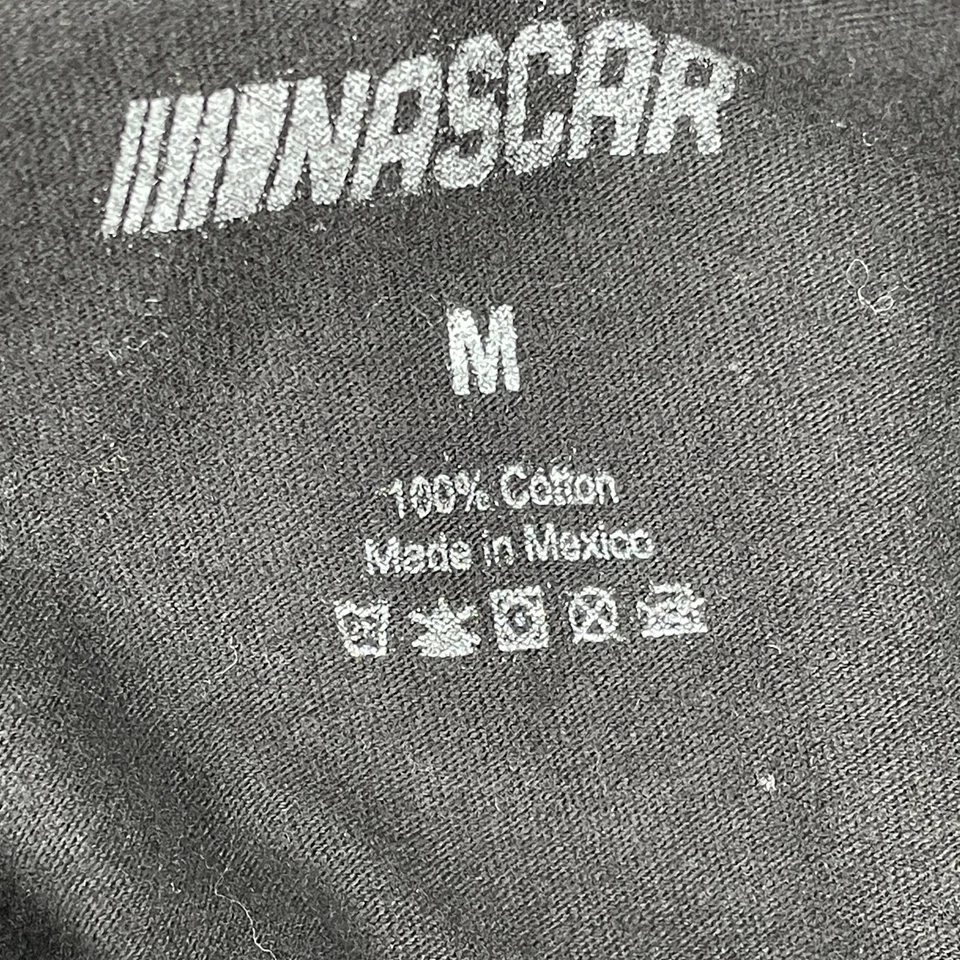 NASCAR
M
100% Cotton
Made in Mexico